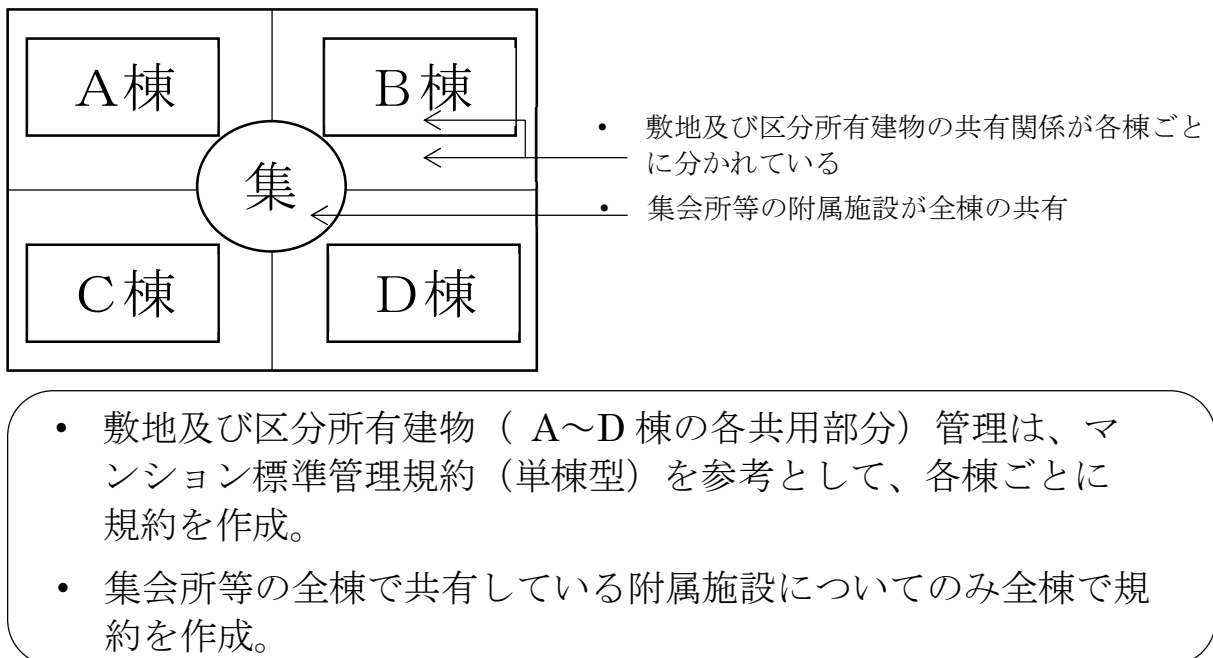 A棟
B棟
集
C棟
D棟
・ 敷地及び区分所有建物の共有関係が各棟ごと
に分かれている
・ 集会所等の附属施設が全棟の共有
・ 敷地及び区分所有建物（ A～D 棟の各共用部分）管理は、マ
ンション標準管理規約（単棟型）を参考として、各棟ごとに
規約を作成。
・ 集会所等の全棟で共有している附属施設についてのみ全棟で規
約を作成。